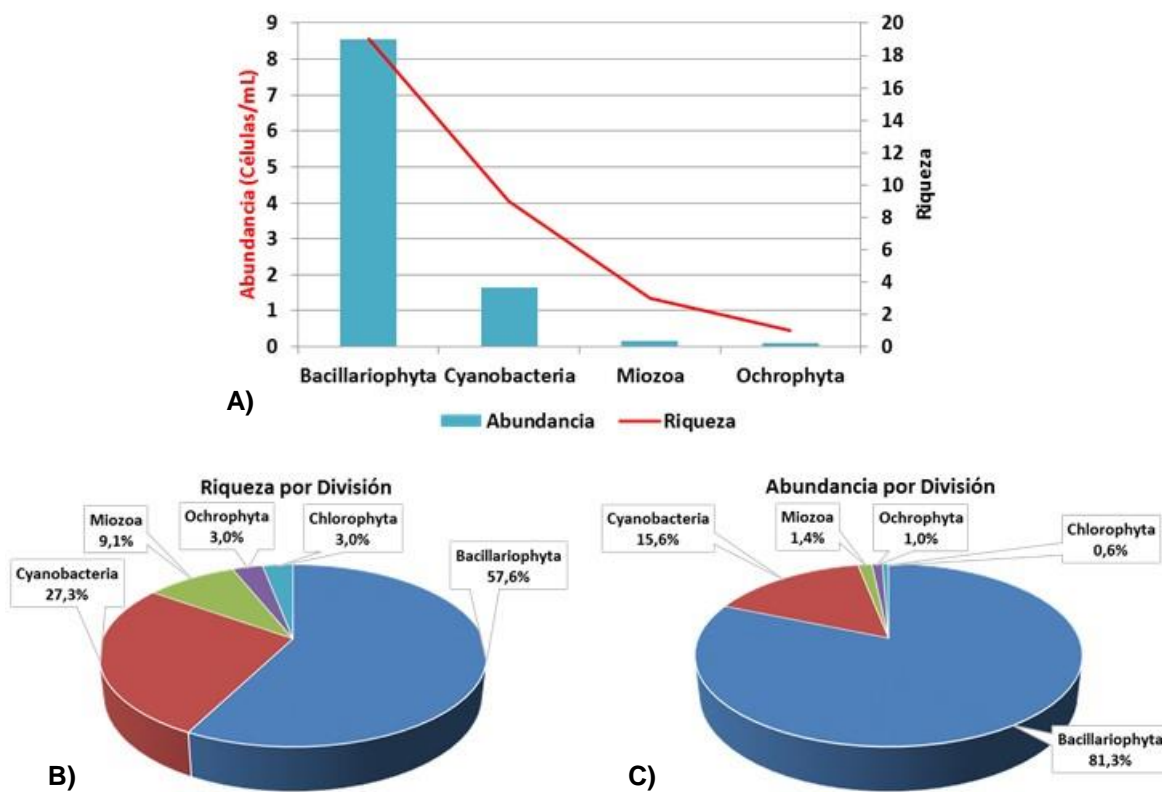 9
8
7
6
5
4
3
2
1
0
Abundancia (Células/mL)
20
18
16
14
12
10
8
6
4
2
0
Riqueza
Bacillariophyta Cyanobacteria Miozoa Ochrophyta
A)
Abundancia Riqueza
Riqueza por División
Miozoa
9,1%
Ochrophyta
3,0%
Chlorophyta
3,0%
Bacillariophyta
57,6%
Cyanobacteria
27,3%
B)
Abundancia por División
Cyanobacteria
15,6%
Miozoa
1,4%
Ochrophyta
1,0%
Chlorophyta
0,6%
Bacillariophyta
81,3%
C)